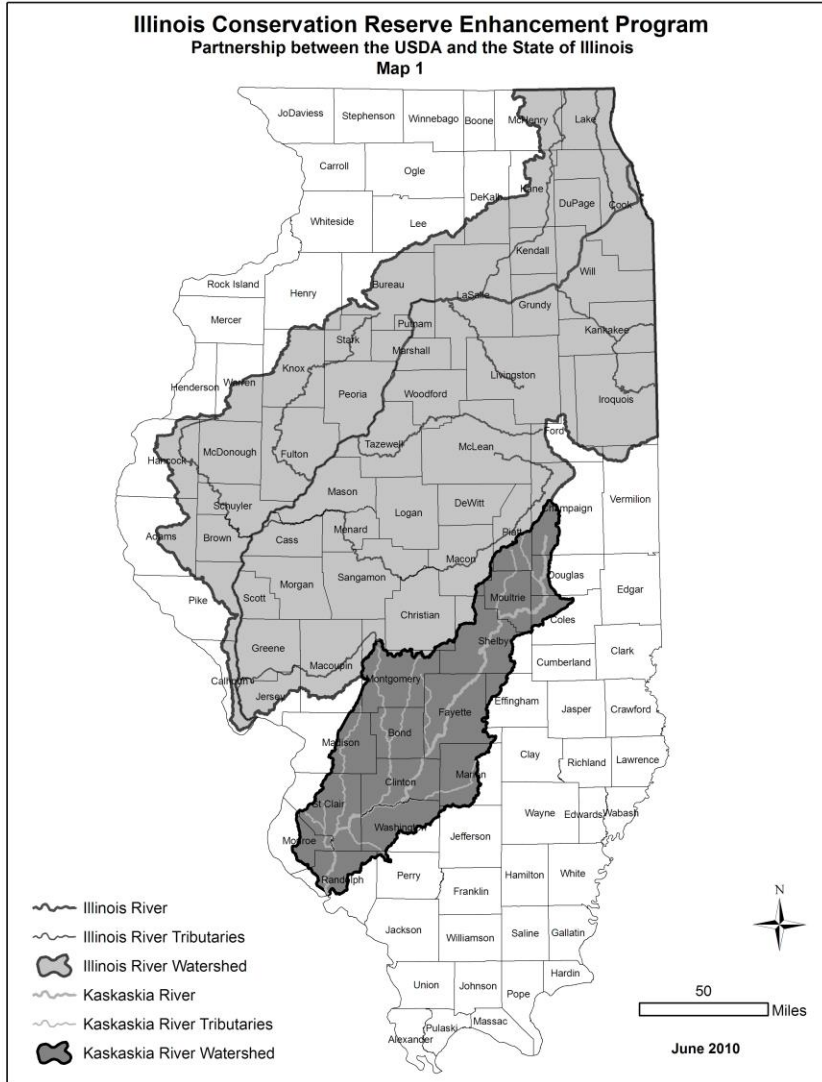 Illinois Conservation Reserve Enhancement Program
Partnership between the USDA and the State of Illinois
Map 1
JoDaviess
Stephenson
Winnebago
Boone
McHenry
Lake
Carroll
Ogle
DeKalb
Kane
DuPage
Cook
Whiteside
Lee
Kendall
Will
Rock Island
Henry
Bureau
LaSalle
Grundy
Mercer
Putnam
Kankakee
Stark
Marshall
Knox
Livingston
Henderson
Warren
Peoria
Woodford
Iroquois
Ford
Tazewell
McLean
Hancock
McDonough
Fulton
Vermilion
Mason
Schuyler
Logan
DeWitt
Champaign
Adams
Brown
Cass
Menard
Piatt
Macon
Douglas
Sangamon
Morgan
Moultrie
Edgar
Pike
Scott
Christian
Coles
Shelby
Greene
Macoupin
Clark
Cumberland
Calhoun
Jersey
Montgomery
Effingham
Fayette
Jasper
Crawford
Madison
Bond
Clay
Richland
Lawrence
Marion
Clinton
St Clair
Wayne
Edwards
Wabash
Washington
Monroe
Jefferson
Randolph
Perry
Hamilton
White
Franklin
Jackson
Williamson
Saline
Gallatin
Hardin
Union
Johnson
Pope
Massac
Pulaski
Alexander
Illinois River
Illinois River Tributaries
Illinois River Watershed
Kaskaskia River
Kaskaskia River Tributaries
Kaskaskia River Watershed
N
50
Miles
June 2010